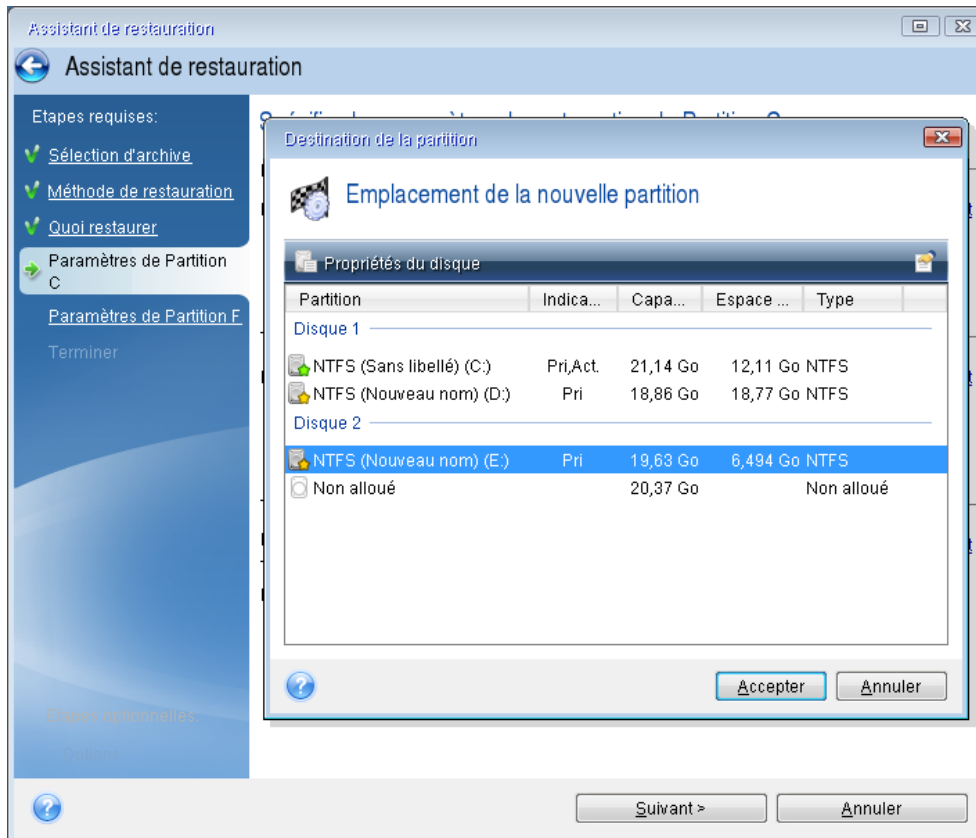 Assistant de restauration
Assistant de restauration
Etapes requises:
Sélection d'archive
Méthode de restauration
Quoi restaurer
Paramètres de Partition
C
Paramètres de Partition F
Terminer
Etapes optionnelles:
Options
Destination de la partition
Emplacement de la nouvelle partition
Propriétés du disque
Partition Indica... Capa... Espace ... Type
Disque 1
NTFS (Sans libellé) (C:) Pri,Act. 21,14 Go 12,11 Go NTFS
NTFS (Nouveau nom) (D:) Pri 18,86 Go 18,77 Go NTFS
Disque 2
NTFS (Nouveau nom) (E:) Pri 19,63 Go 6,494 Go NTFS
Non alloué 20,37 Go Non alloué
Accepter Annuler
Suivant > Annuler